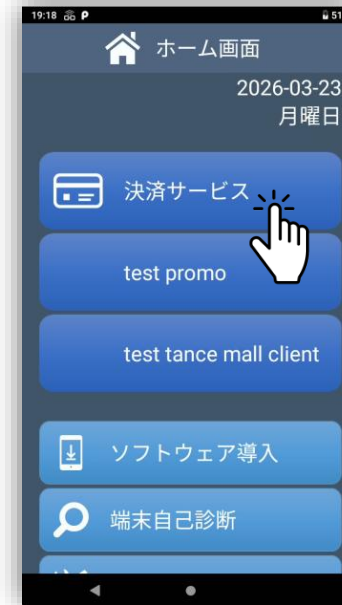 19:18 P 51
ホーム画面
2026-03-23
月曜日
決済サービス
test promo
test tance mall client
ソフトウェア導入
端末自己診断